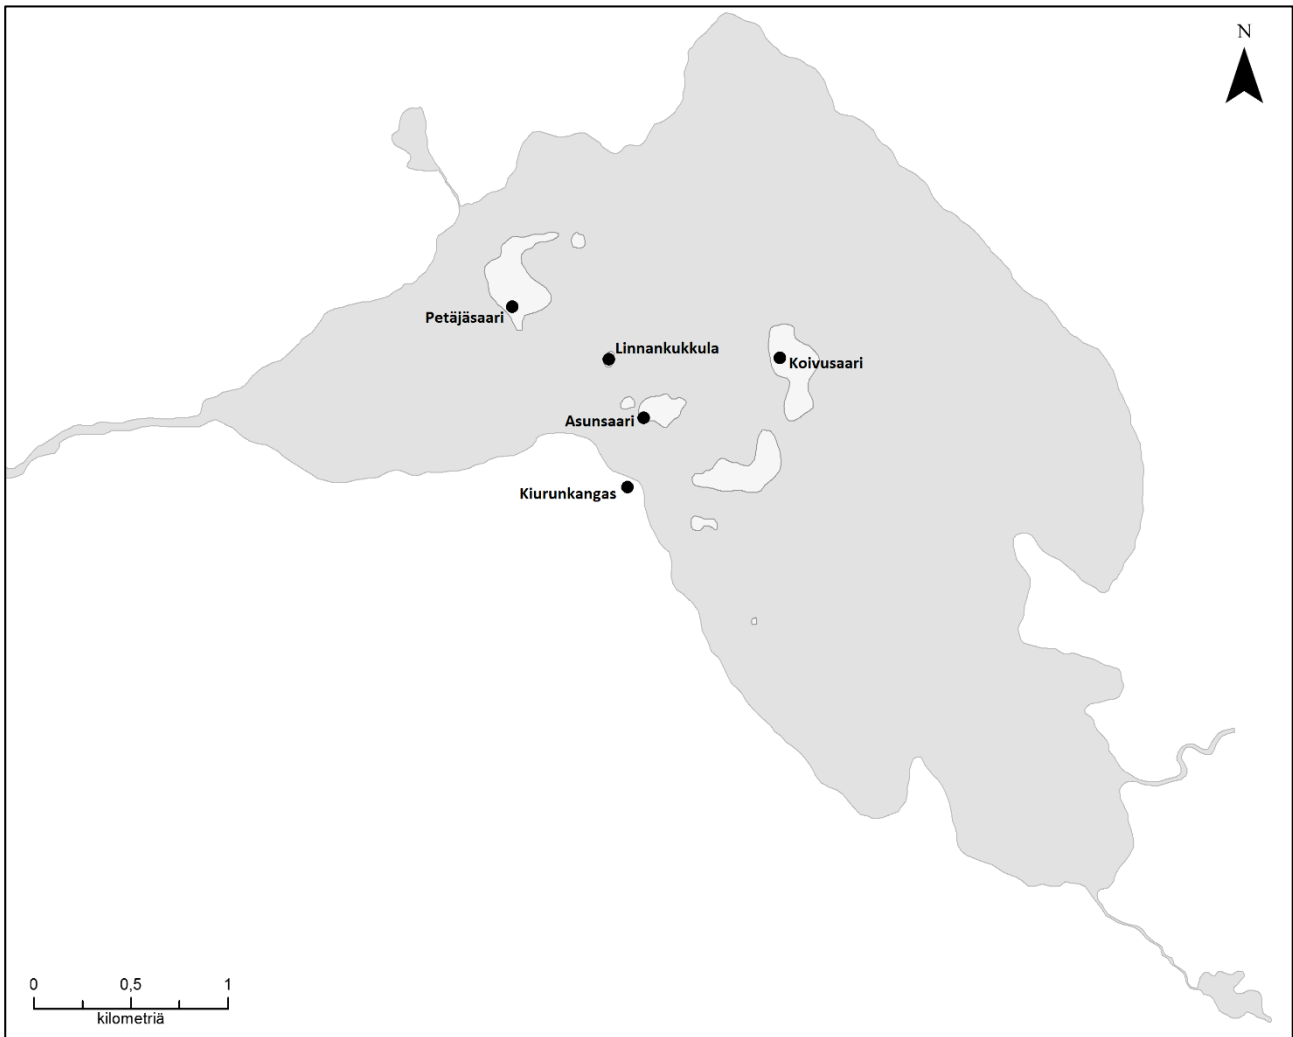 N
Petäjäsaari
Linnankukkula
Koivusaari
Asunsaari
Kiurunkangas
0 0,5 1
kilometriä